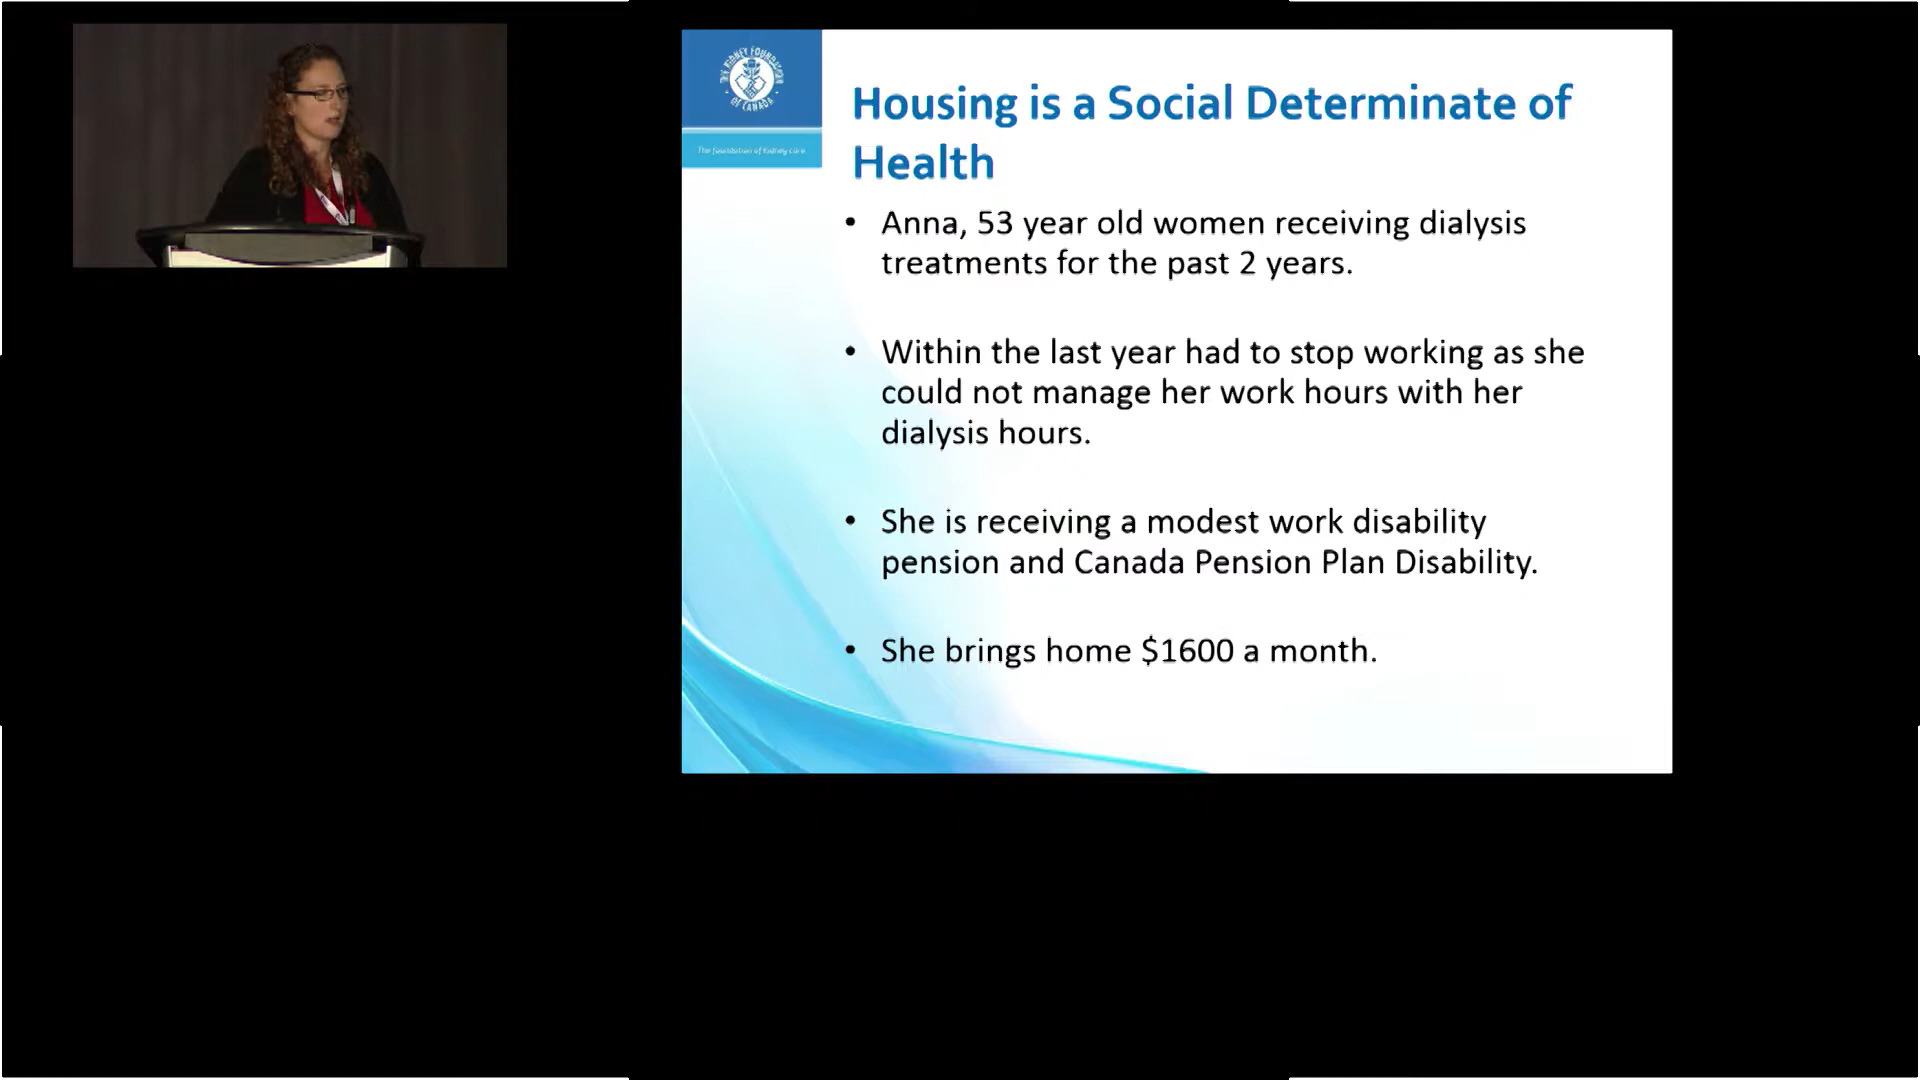 THE KIDNEY FOUNDATION
OF CANADA
The foundation of kidney care.
Housing is a Social Determinate of
Health
• Anna, 53 year old women receiving dialysis
treatments for the past 2 years.
• Within the last year had to stop working as she
could not manage her work hours with her
dialysis hours.
• She is receiving a modest work disability
pension and Canada Pension Plan Disability.
• She brings home $1600 a month.